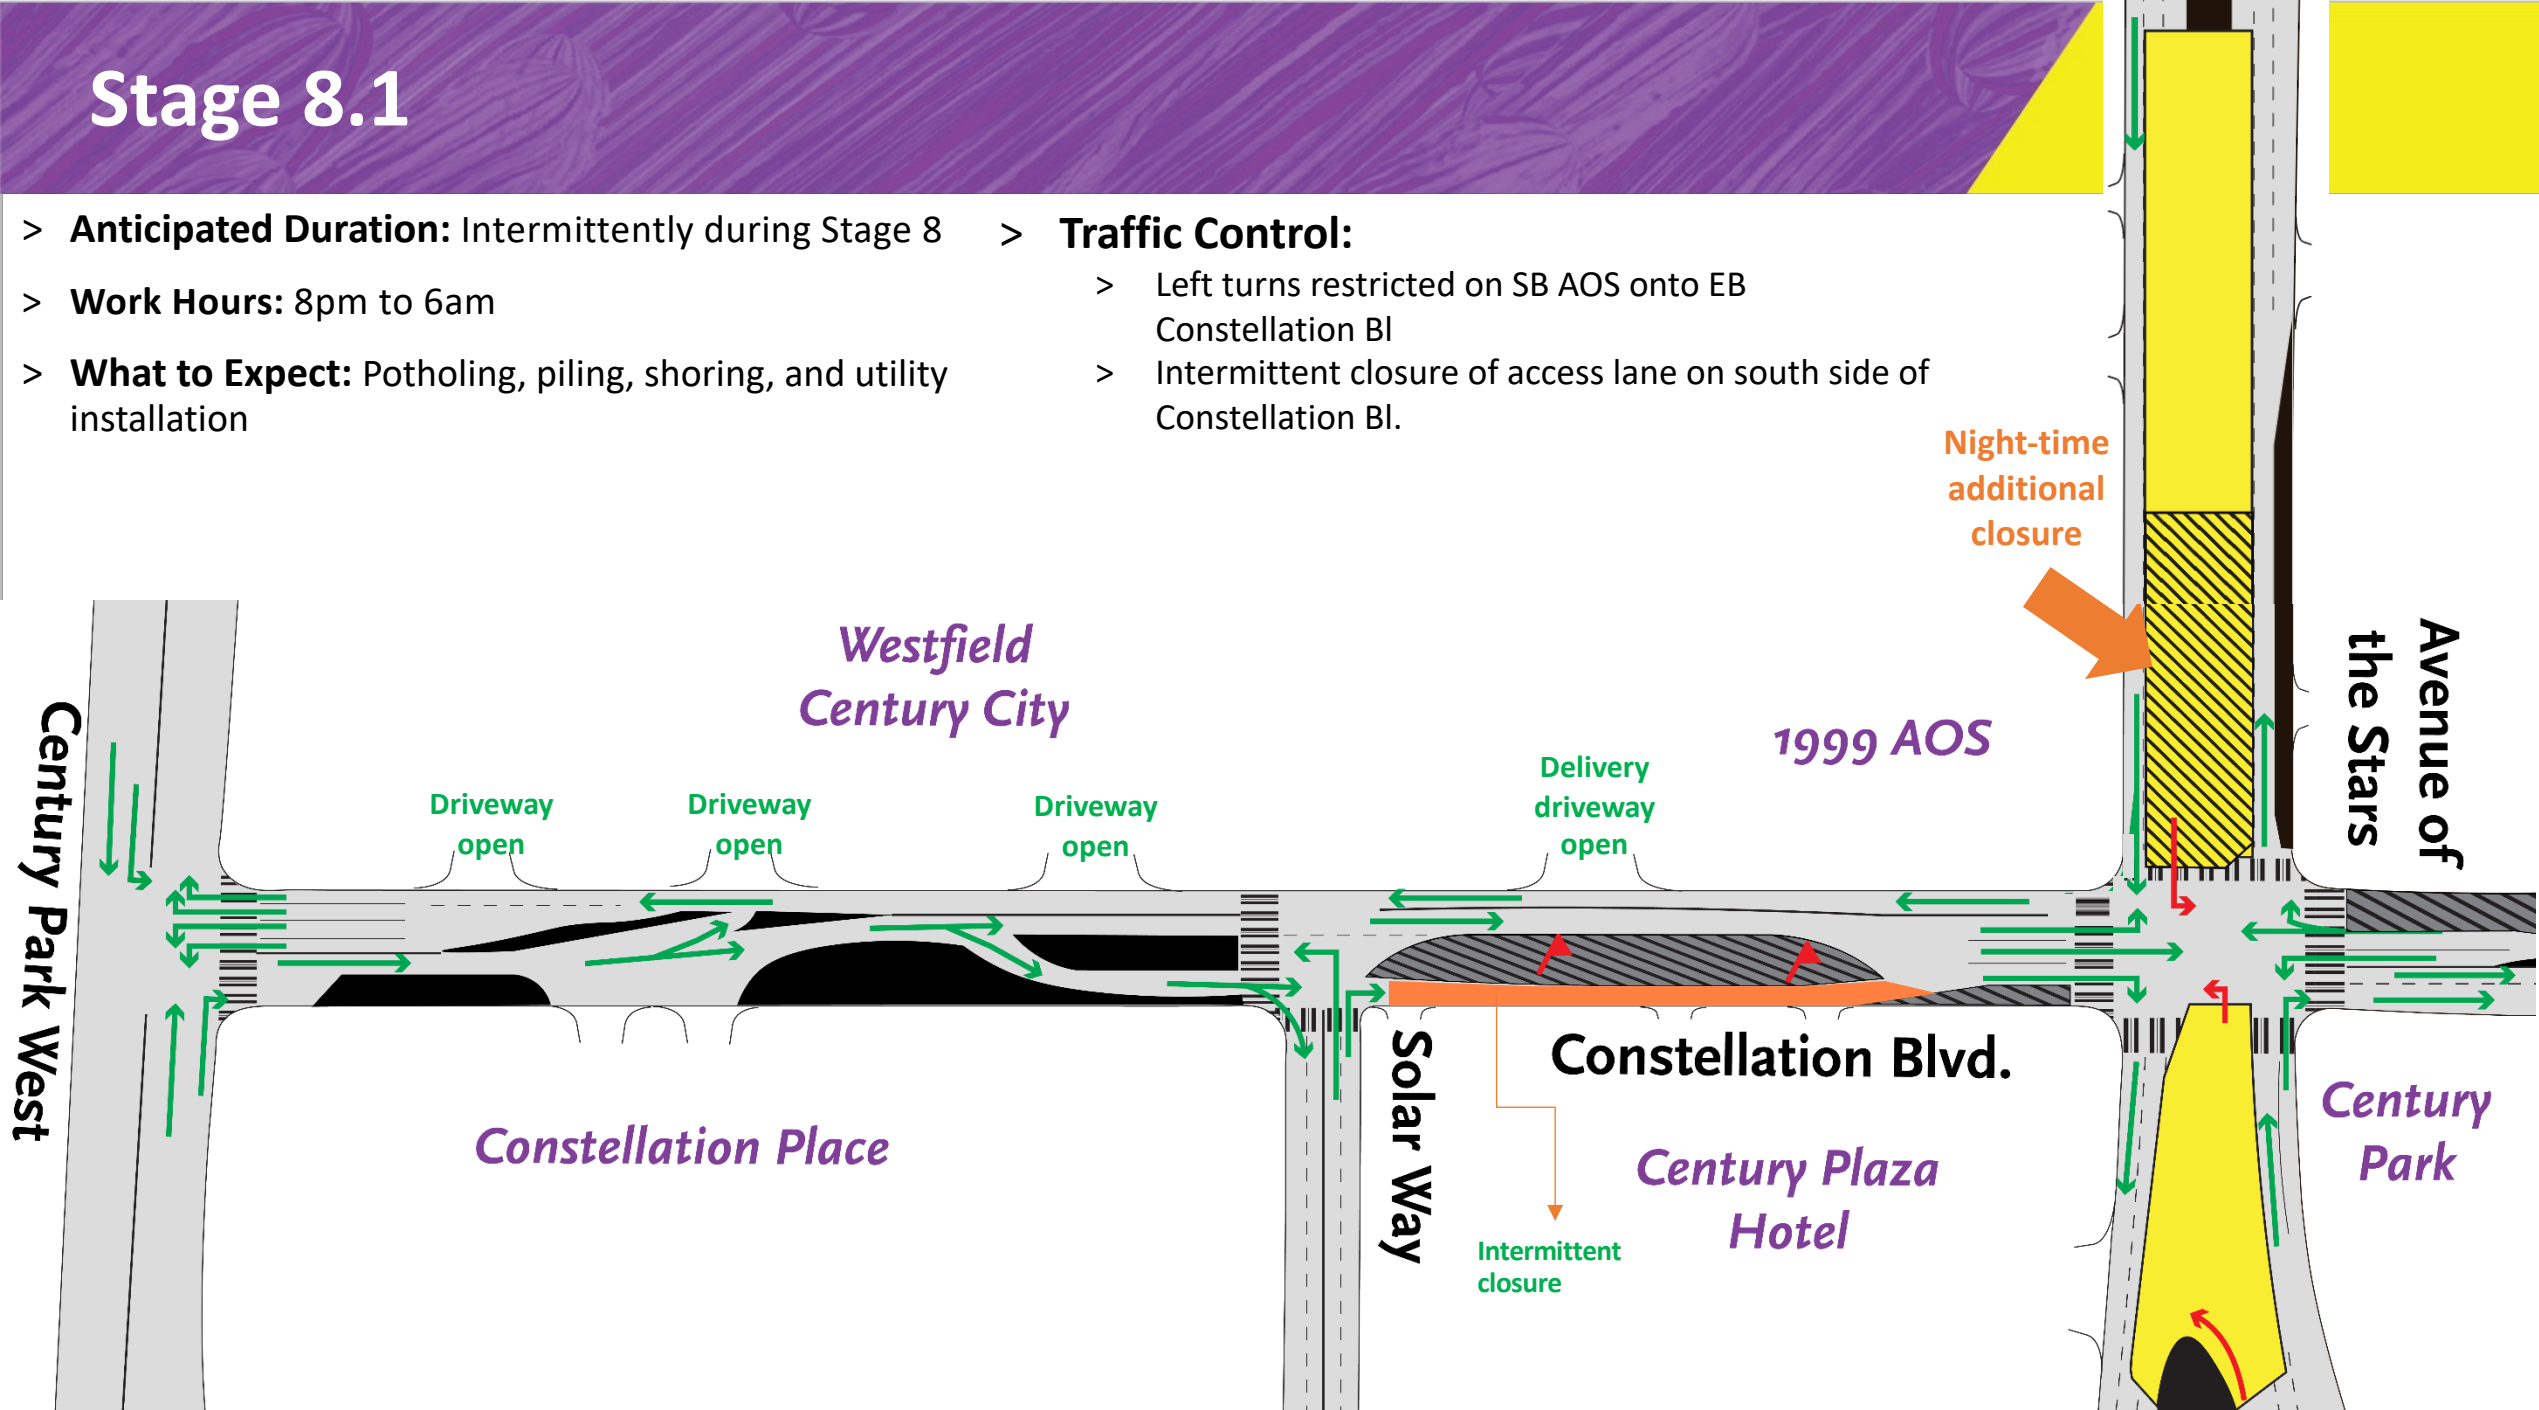 Stage 8.1
> Anticipated Duration: Intermittently during Stage 8
> Work Hours: 8pm to 6am
> What to Expect: Potholing, piling, shoring, and utility
installation
> Traffic Control:
> Left turns restricted on SB AOS onto EB
Constellation Bl
> Intermittent closure of access lane on south side of
Constellation Bl.
Night-time
additional
closure
Westfield
Century City
1999 AOS
Avenue of
the Stars
Century Park West
Driveway
open
Driveway
open
Driveway
open
Delivery
driveway
open
Constellation Place
Solar Way
Constellation Blvd.
Century Plaza
Hotel
Century
Park
Intermittent
closure